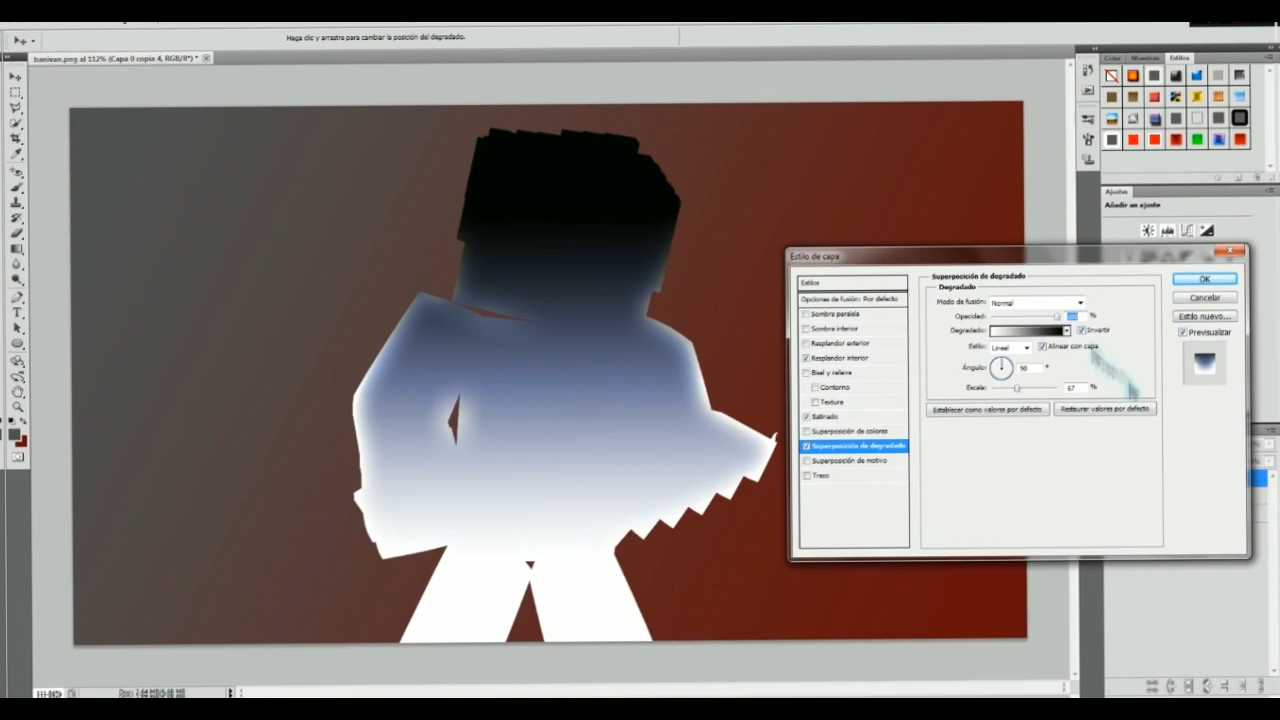 Haga clic y arrastre para cambiar la posición del degradado.
banivan.png al 112% (Capa 0 copia 4, RGB/8*) *
Color Muestras Estilos
Ajustes
Añadir un ajuste
Estilo de capa
Estilos
Opciones de fusión: Por defecto
Sombra paralela
Sombra interior
Resplandor exterior
Resplandor interior
Bisel y relieve
Contorno
Textura
Satinado
Superposición de colores
Superposición de degradado
Superposición de motivo
Trazo
Superposición de degradado
Degradado
Modo de fusión: Normal
Opacidad: 100 %
Degradado: Invertir
Estilo: Lineal Alinear con capa
Ángulo: 90 °
Escala: 67 %
Establecer como valores por defecto Restaurar valores por defecto
OK
Cancelar
Estilo nuevo...
Previsualizar